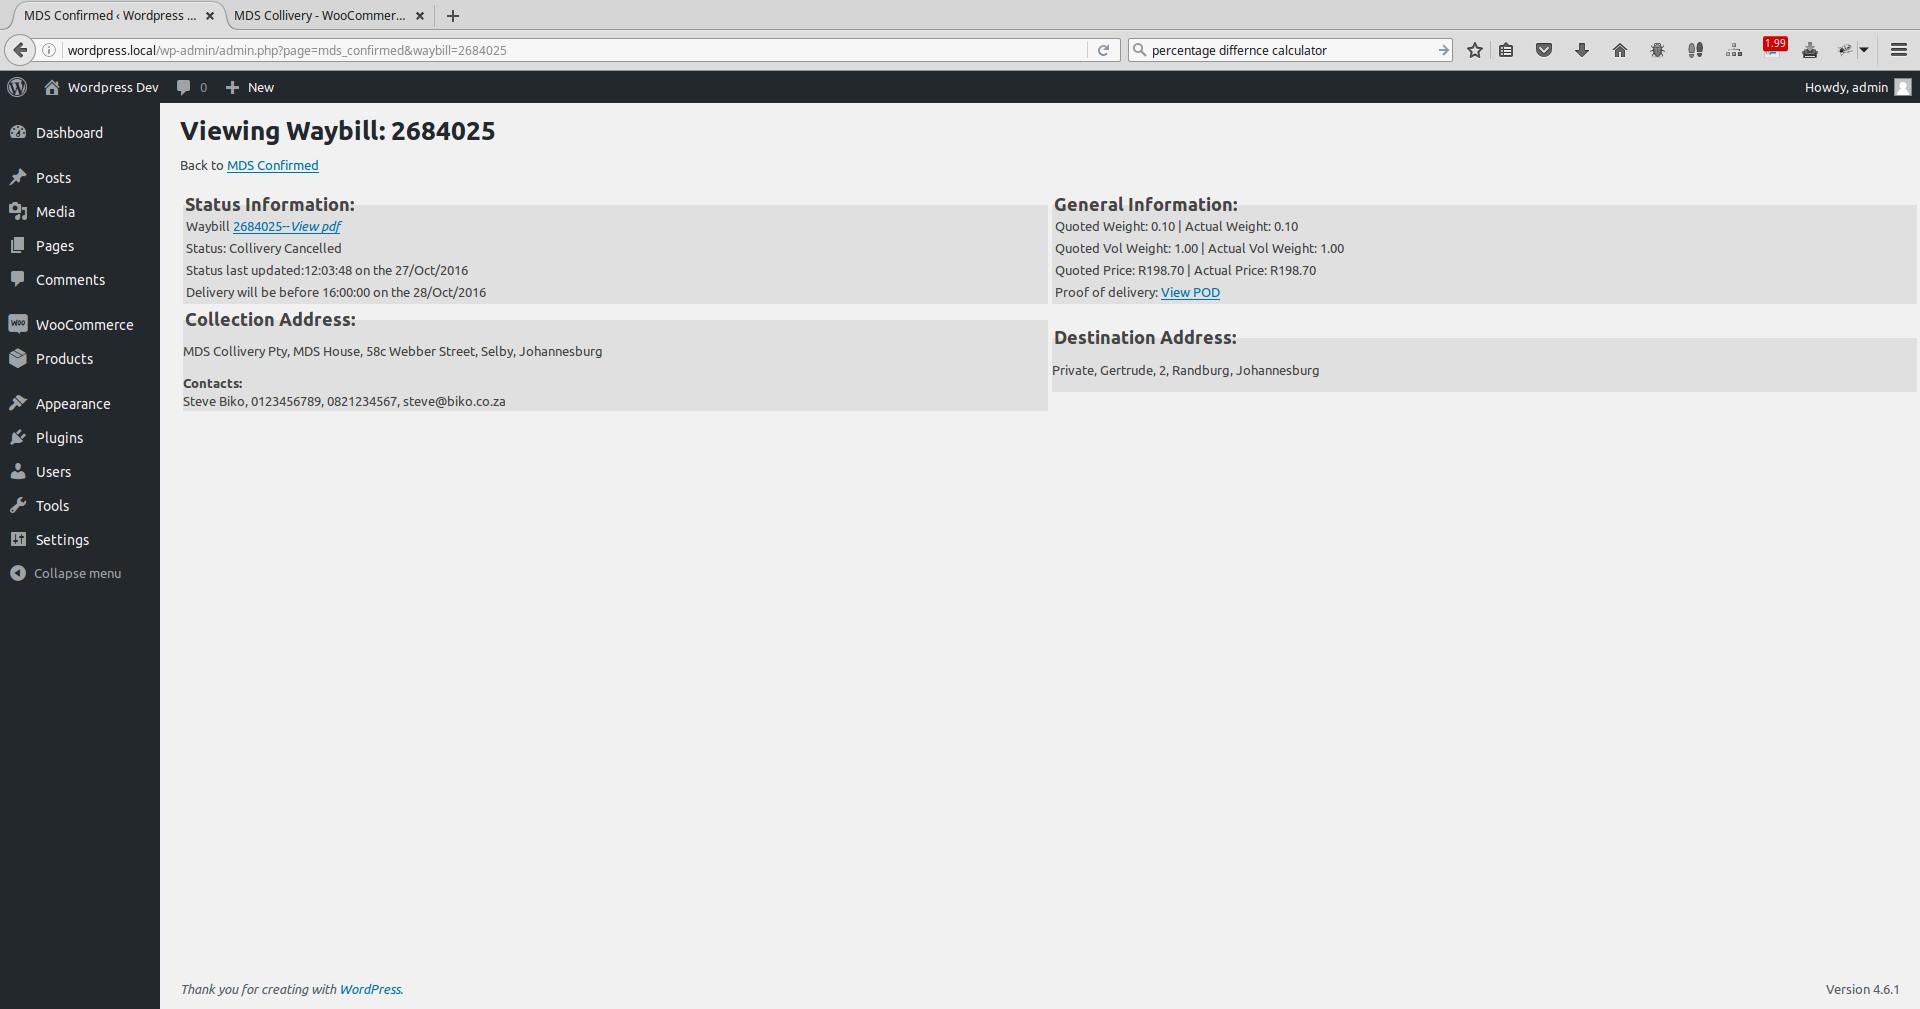 MDS Confirmed ‹ Wordpress ...
MDS Collivery - WooCommer...
wordpress.local/wp-admin/admin.php?page=mds_confirmed&waybill=2684025
percentage differnce calculator
1.99
Wordpress Dev
0
New
Howdy, admin
Dashboard
Posts
Media
Pages
Comments
WOO
WooCommerce
Products
Appearance
Plugins
Users
Tools
Settings
Collapse menu
Viewing Waybill: 2684025
Back to MDS Confirmed
Status Information:
Waybill 2684025--View pdf
Status: Collivery Cancelled
Status last updated:12:03:48 on the 27/Oct/2016
Delivery will be before 16:00:00 on the 28/Oct/2016
General Information:
Quoted Weight: 0.10 | Actual Weight: 0.10
Quoted Vol Weight: 1.00 | Actual Vol Weight: 1.00
Quoted Price: R198.70 | Actual Price: R198.70
Proof of delivery: View POD
Collection Address:
MDS Collivery Pty, MDS House, 58c Webber Street, Selby, Johannesburg
Contacts:
Steve Biko, 0123456789, 0821234567, steve@biko.co.za
Destination Address:
Private, Gertrude, 2, Randburg, Johannesburg
Thank you for creating with WordPress.
Version 4.6.1